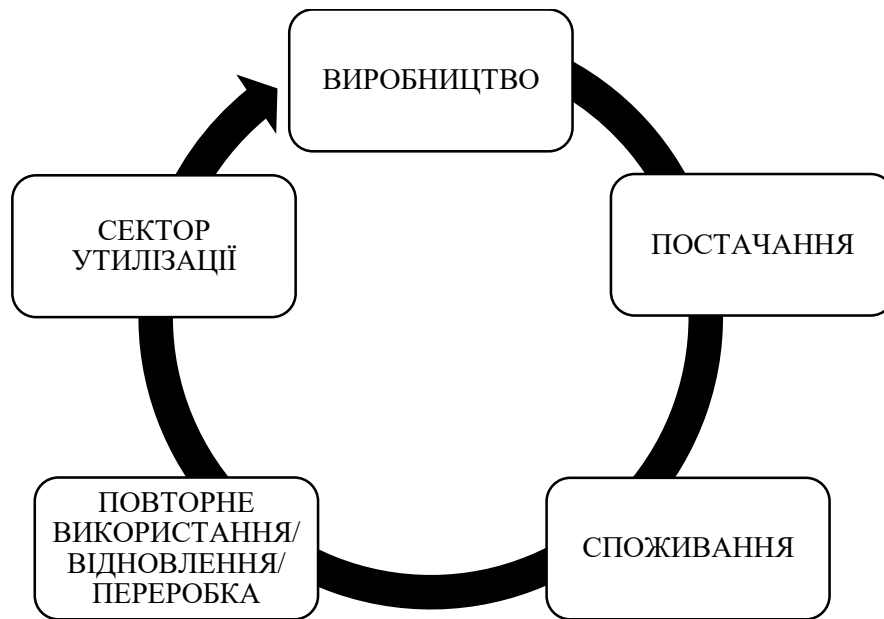 ВИРОБНИЦТВО
ПОСТАЧАННЯ
СПОЖИВАННЯ
ПОВТОРНЕ
ВИКОРИСТАННЯ/
ВІДНОВЛЕННЯ/
ПЕРЕРОБКА
СЕКТОР
УТИЛІЗАЦІЇ